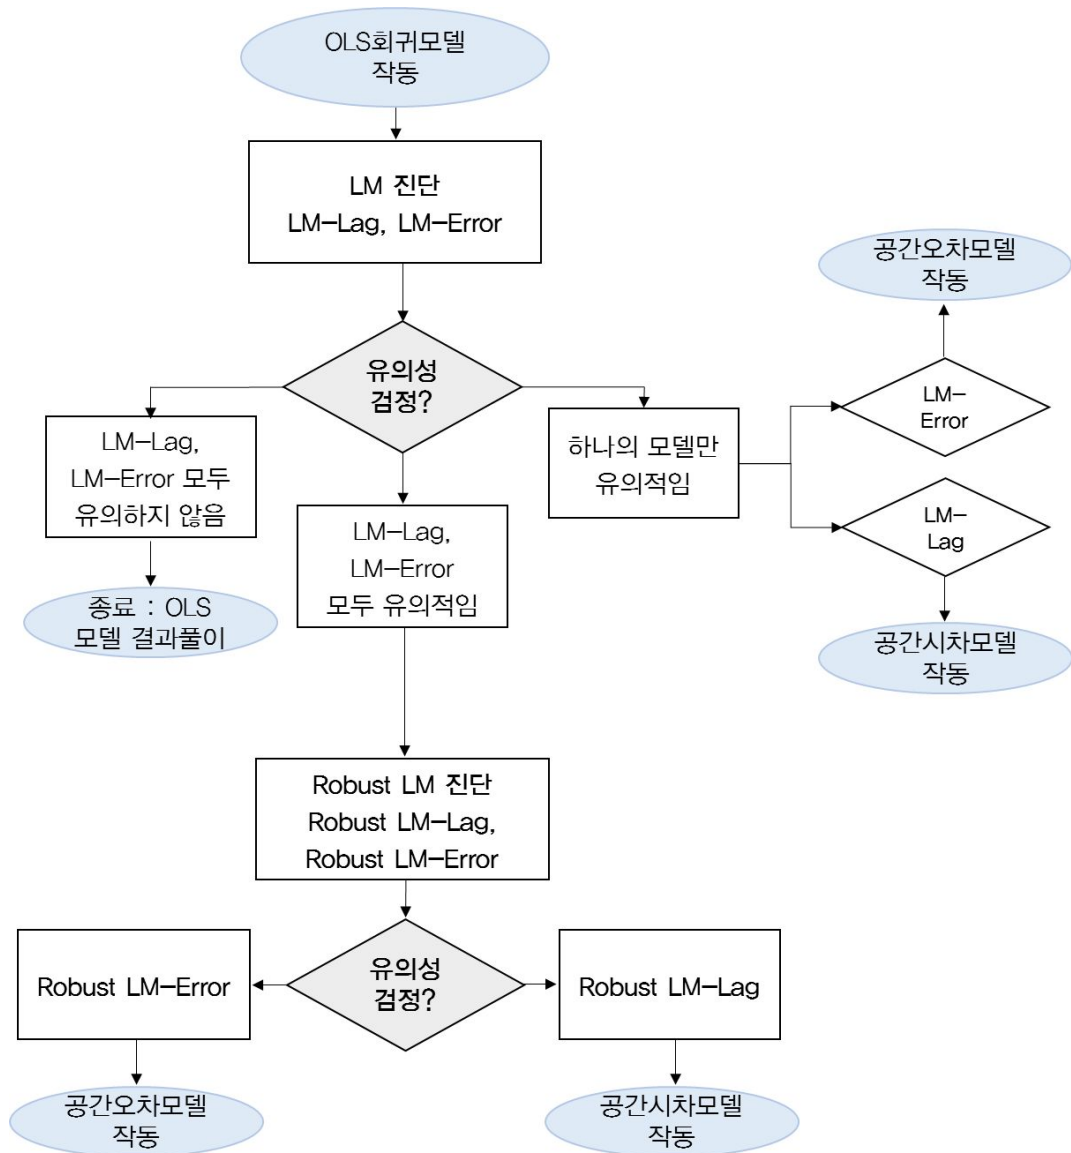 OLS회귀모델
작동
LM 진단
LM-Lag, LM-Error
유의성
검정?
LM-Lag,
LM-Error 모두
유의하지 않음
종료 : OLS
모델 결과풀이
LM-Lag,
LM-Error
모두 유의적임
하나의 모델만
유의적임
LM-
Error
공간오차모델
작동
LM-
Lag
공간시차모델
작동
Robust LM 진단
Robust LM-Lag,
Robust LM-Error
유의성
검정?
Robust LM-Error
공간오차모델
작동
Robust LM-Lag
공간시차모델
작동